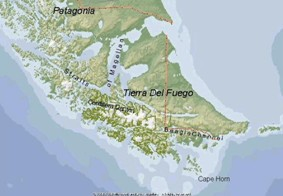 Patagonia
Strait
of Magellan
Tierra Del Fuego
Beagle Channel
Cape Horn